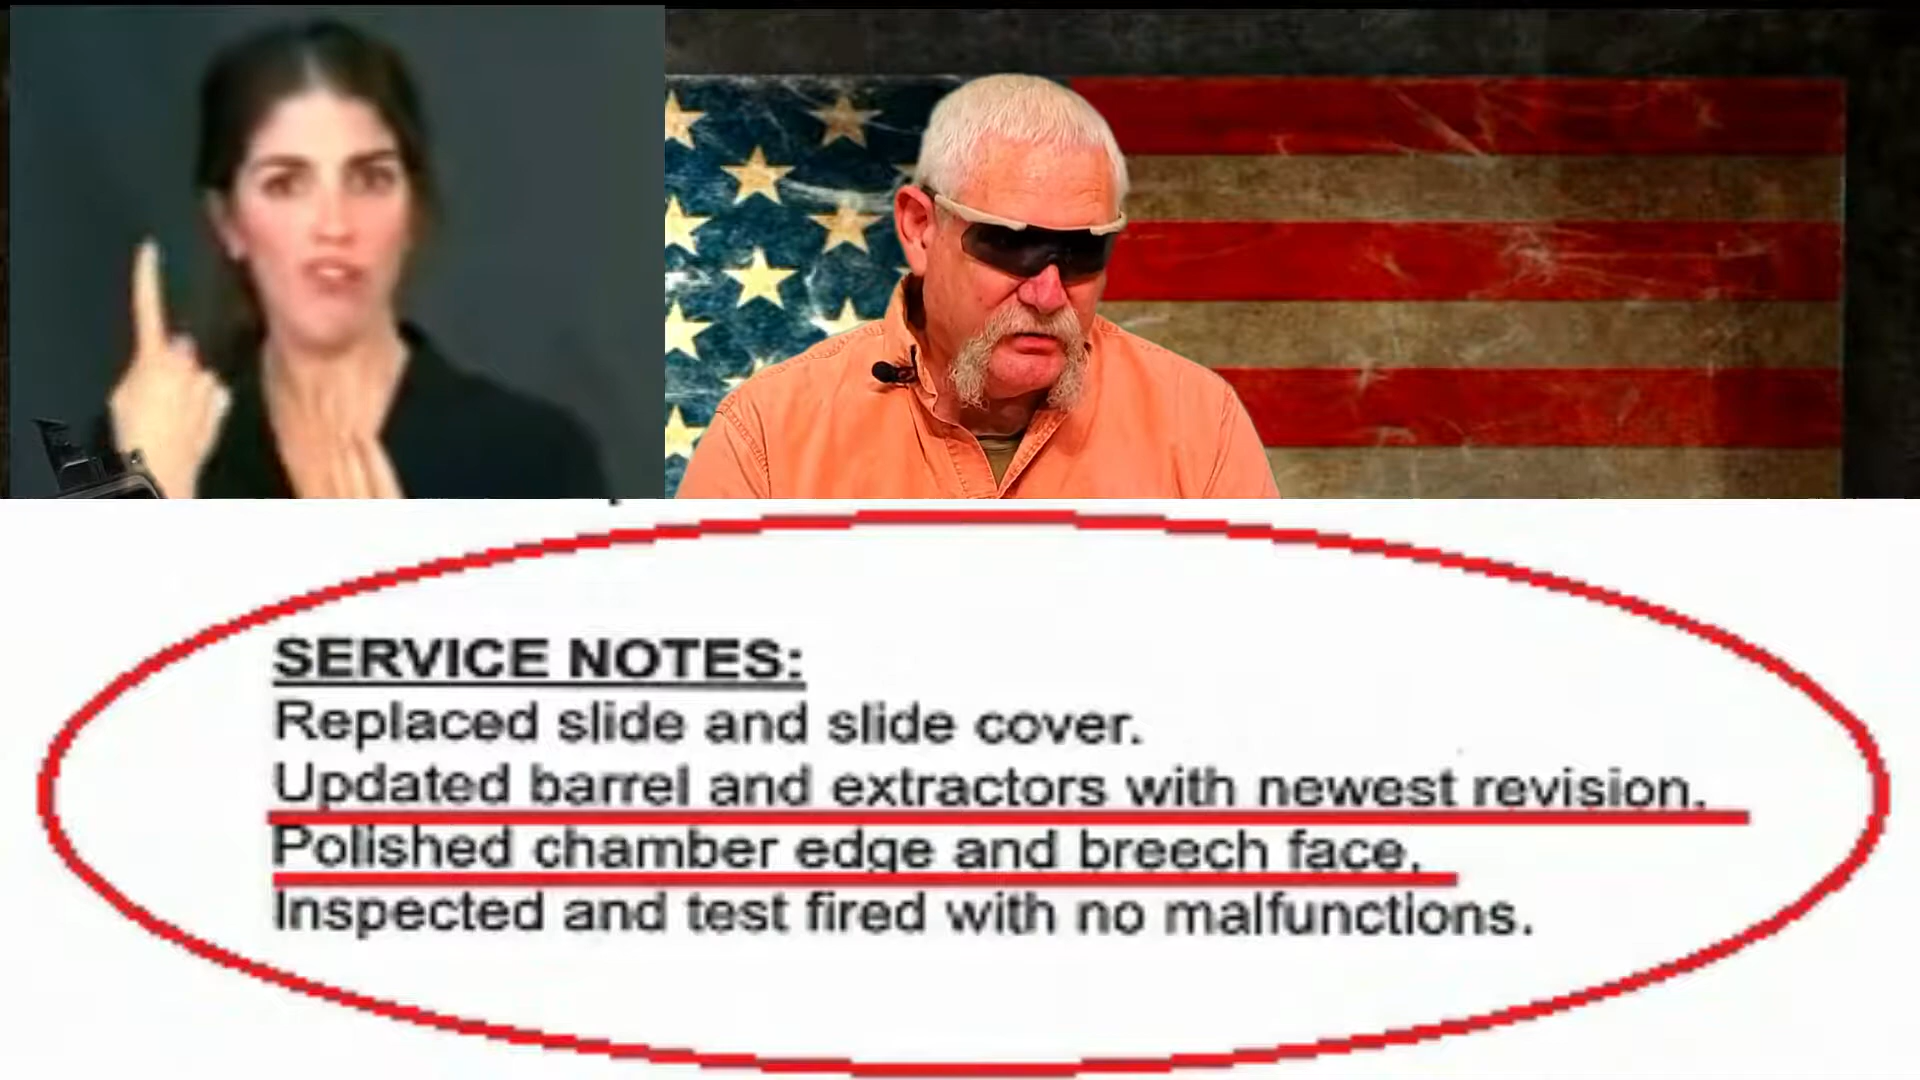 SERVICE NOTES:
Replaced slide and slide cover.
Updated barrel and extractors with newest revision.
Polished chamber edge and breech face.
Inspected and test fired with no malfunctions.